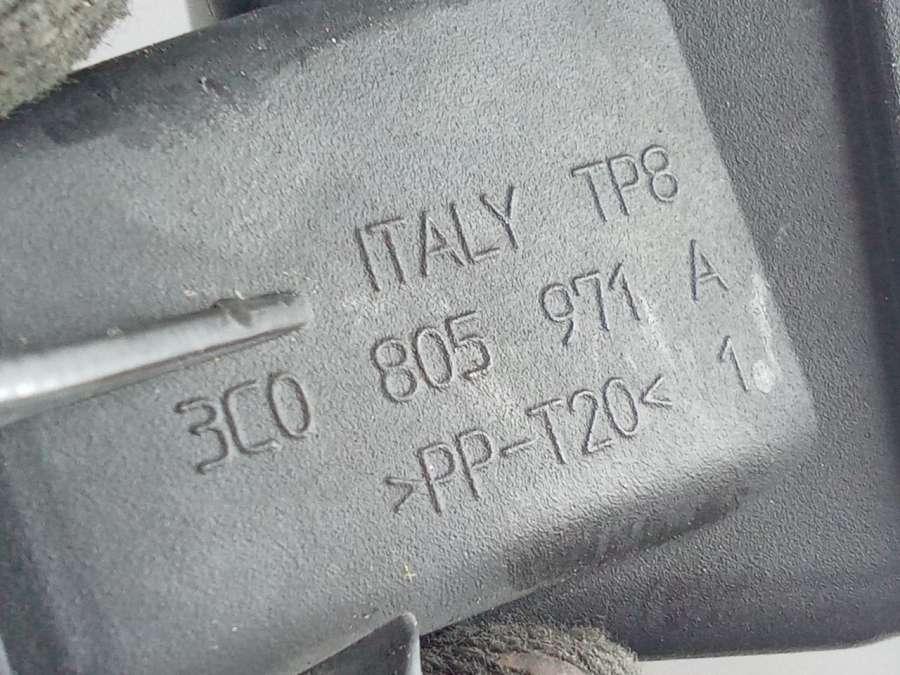 ITALY TP8
3C0 805 971 A
>PP-T20< 1